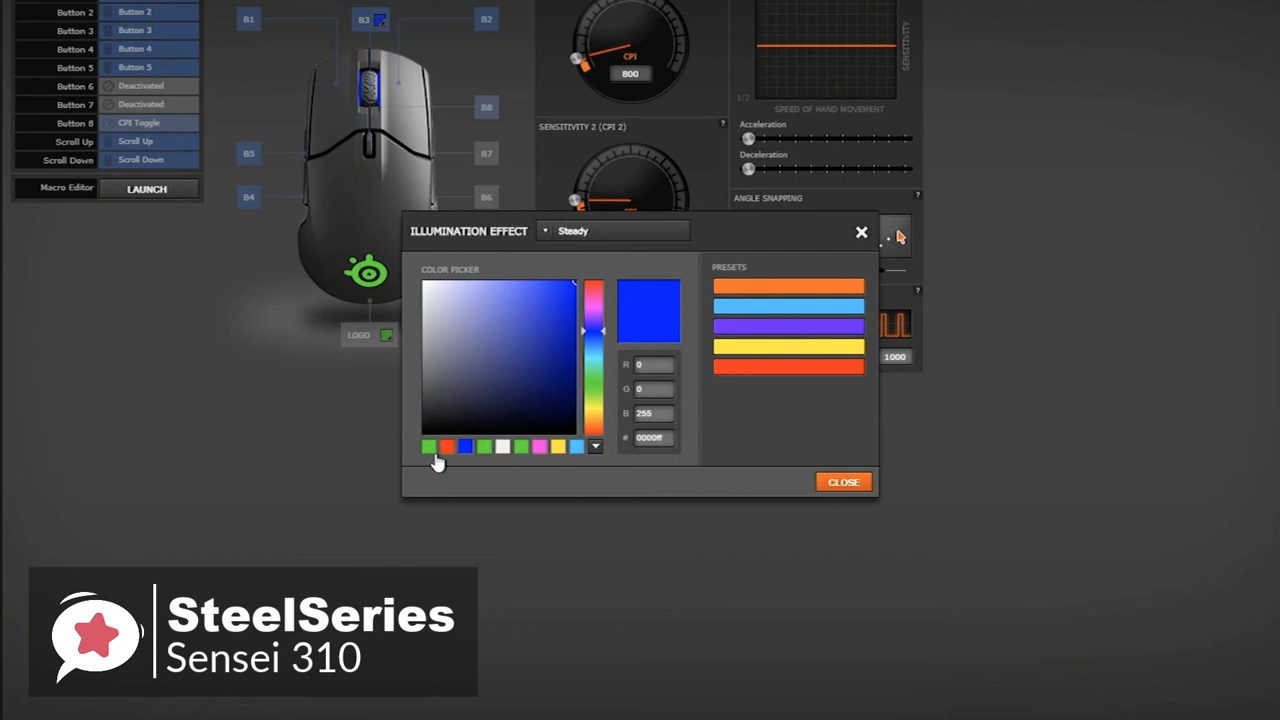 Button 2 Button 2
Button 3 Button 3
Button 4 Button 4
Button 5 Button 5
Button 6 Deactivated
Button 7 Deactivated
Button 8 CPI Toggle
Scroll Up Scroll Up
Scroll Down Scroll Down
Macro Editor LAUNCH
B1
B3
B2
B8
B5
B7
B4
B6
LOGO
CPI
800
SENSITIVITY 2 (CPI 2) ?
SENSITIVITY
1/2
SPEED OF HAND MOVEMENT
Acceleration
Deceleration
ANGLE SNAPPING ?
?
1000
ILLUMINATION EFFECT Steady
COLOR PICKER
R 0
G 0
B 255
# 0000ff
PRESETS
CLOSE
SteelSeries
Sensei 310